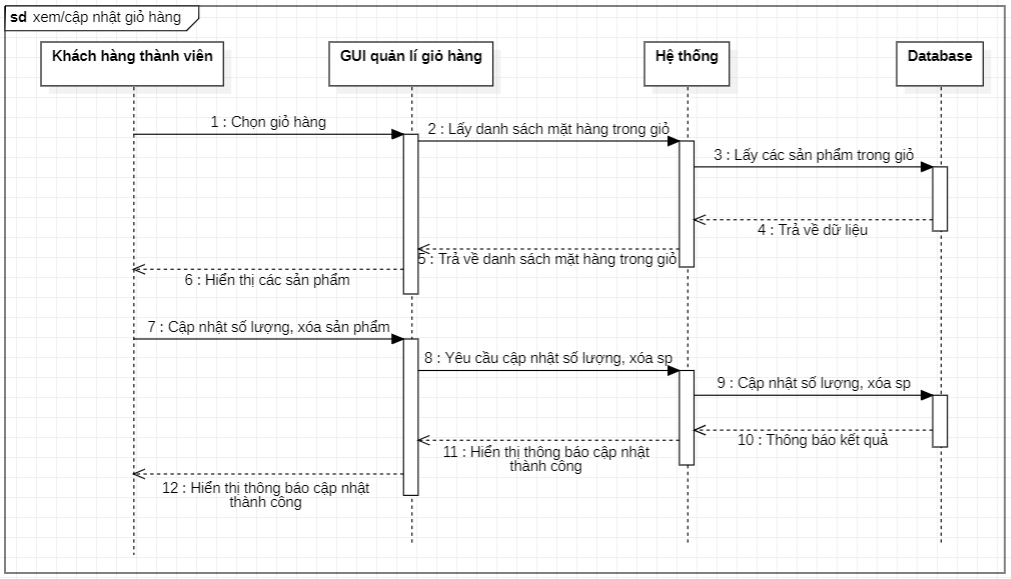 sd xem/cập nhật giỏ hàng
Khách hàng thành viên
GUI quản lí giỏ hàng
Hệ thống
Database
1 : Chọn giỏ hàng
2 : Lấy danh sách mặt hàng trong giỏ
3 : Lấy các sản phẩm trong giỏ
4 : Trả về dữ liệu
5 : Trả về danh sách mặt hàng trong giỏ
6 : Hiển thị các sản phẩm
7 : Cập nhật số lượng, xóa sản phẩm
8 : Yêu cầu cập nhật số lượng, xóa sp
9 : Cập nhật số lượng, xóa sp
10 : Thông báo kết quả
11 : Hiển thị thông báo cập nhật
thành công
12 : Hiển thị thông báo cập nhật
thành công